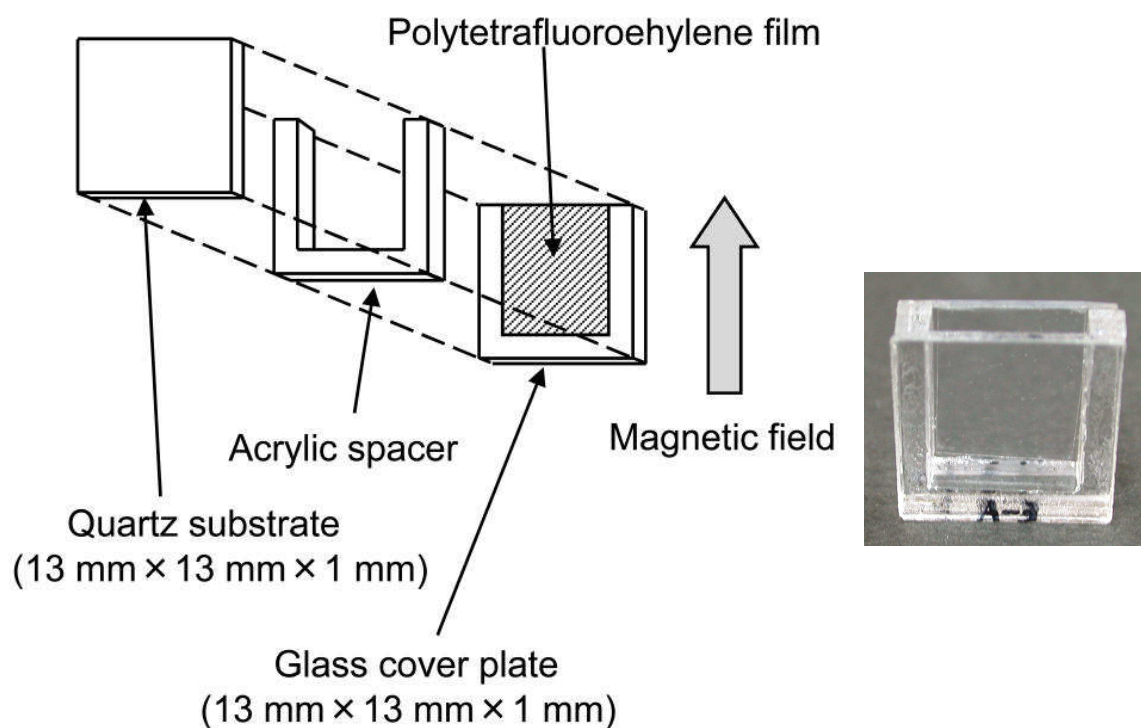 Polytetrafluoroehylene film
Acrylic spacer
Magnetic field
Quartz substrate
(13 mm × 13 mm × 1 mm)
Glass cover plate
(13 mm × 13 mm × 1 mm)
A-3